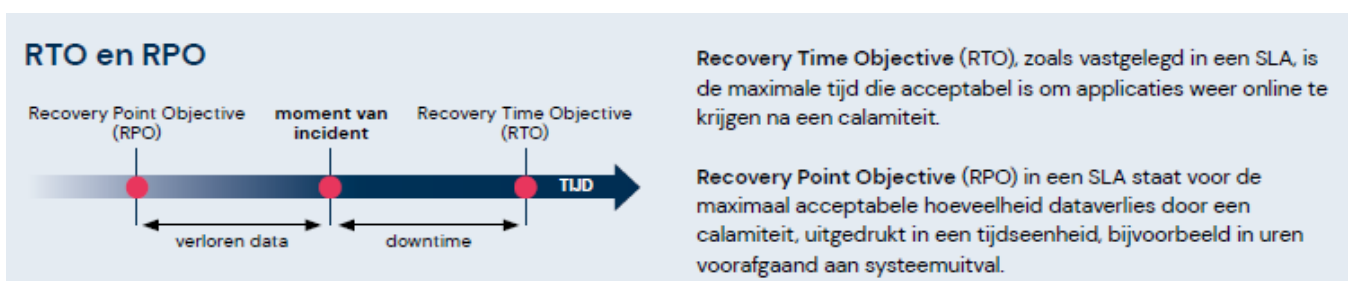 RTO en RPO
Recovery Point Objective
(RPO)
moment van
incident
Recovery Time Objective
(RTO)
TIJD
verloren data
downtime
Recovery Time Objective (RTO), zoals vastgelegd in een SLA, is
de maximale tijd die acceptabel is om applicaties weer online te
krijgen na een calamiteit.
Recovery Point Objective (RPO) in een SLA staat voor de
maximaal acceptabele hoeveelheid dataverlies door een
calamiteit, uitgedrukt in een tijdseenheid, bijvoorbeeld in uren
voorafgaand aan systeemuitval.